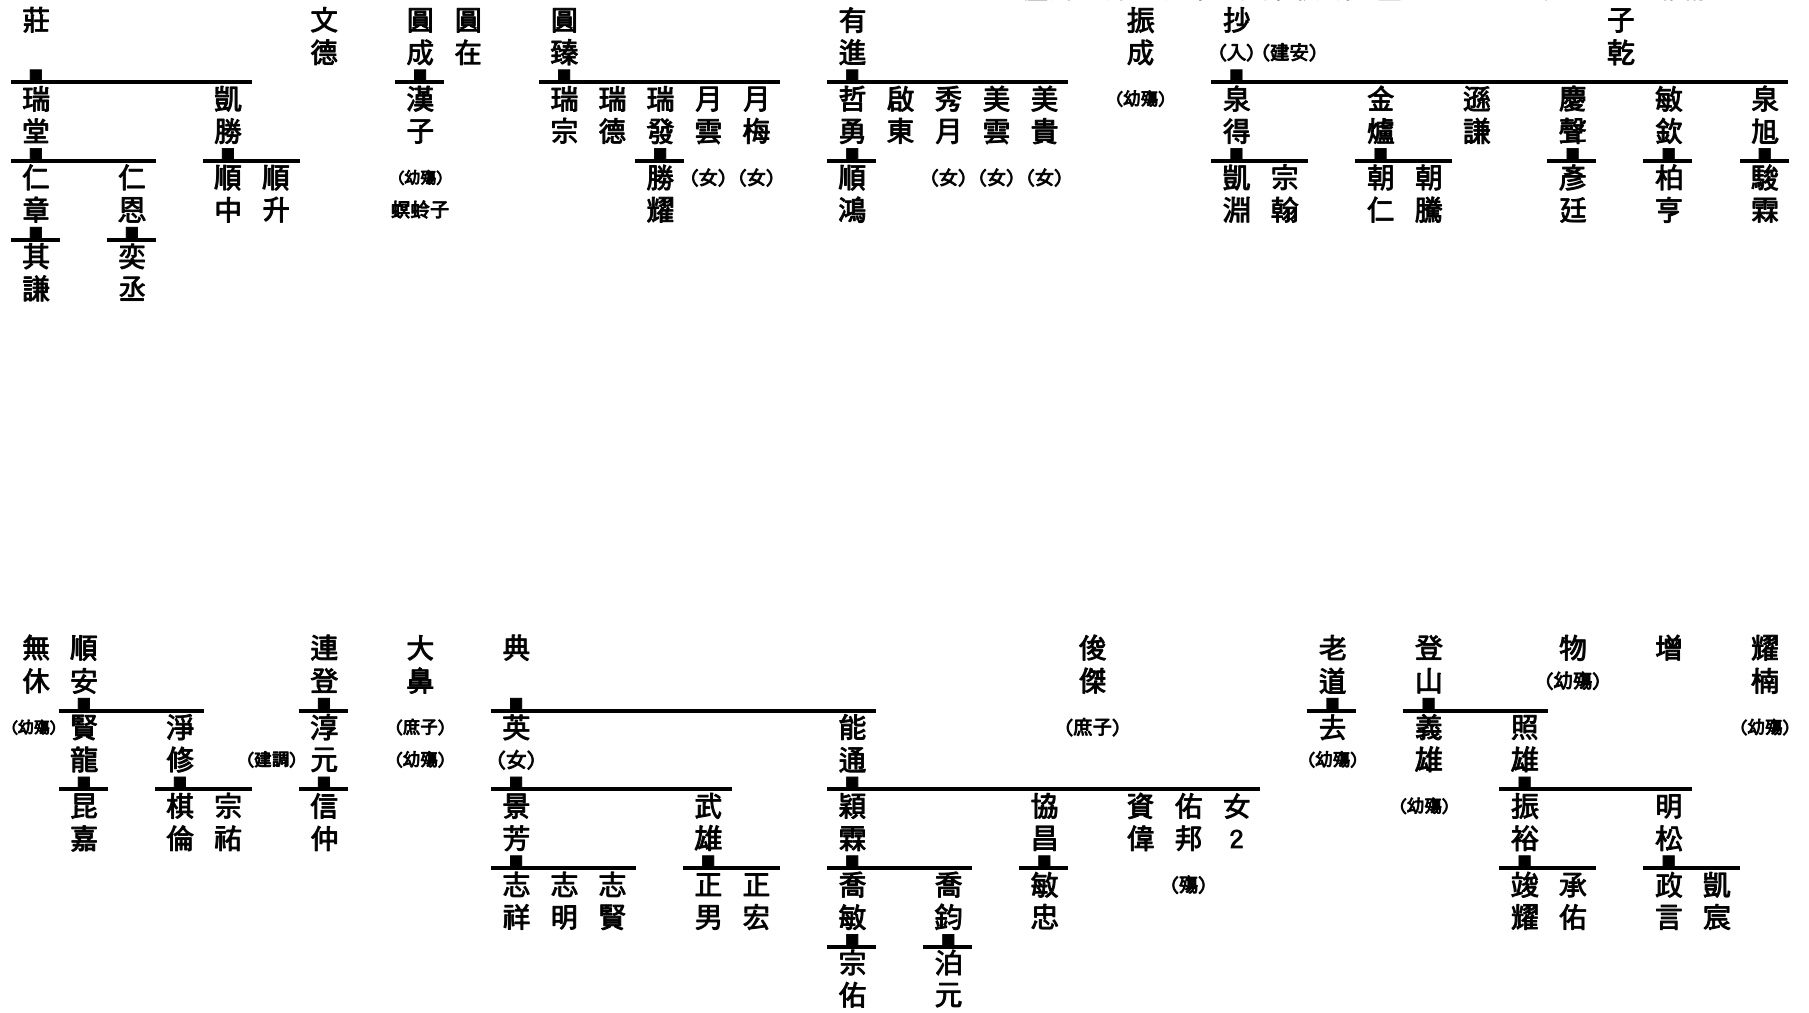 莊
文德
圓成
圓在
圓臻
有進
振成
(幼殤)
抄
(入)
(建安)
子乾
瑞堂
凱勝
漢子
(幼殤)
螟蛉子
瑞宗
瑞德
瑞發
月雲
(女)
月梅
(女)
哲勇
啟東
秀月
(女)
美雲
(女)
美貴
(女)
泉得
金爐
遜謙
慶聲
敏欽
泉旭
仁章
仁恩
順中
順升
勝耀
順鴻
凱淵
宗翰
朝仁
朝騰
彥廷
柏亨
駿霖
其謙
奕丞
無休
(幼殤)
順安
連登
大鼻
(庶子)
(幼殤)
典
俊傑
(庶子)
老道
登山
物
(幼殤)
增
耀楠
(幼殤)
賢龍
淨修
(建調)
淳元
英
(女)
能通
去
(幼殤)
義雄
(幼殤)
照雄
昆嘉
棋倫
宗祐
信仲
景芳
武雄
穎霖
協昌
資偉
佑邦
(殤)
女2
振裕
明松
志祥
志明
志賢
正男
正宏
喬敏
喬鈞
敏忠
竣耀
承佑
政言
凱宸
宗佑
泊元